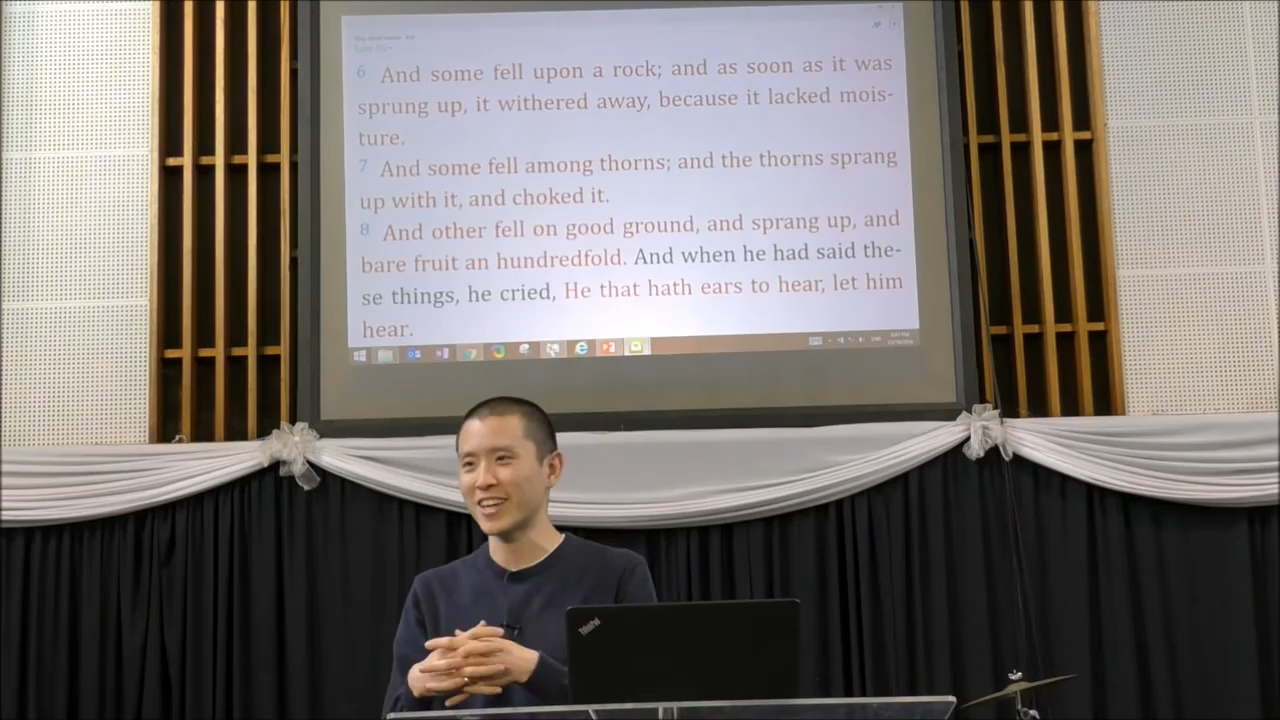 6 And some fell upon a rock; and as soon as it was
sprung up, it withered away, because it lacked mois-
ture.
7 And some fell among thorns; and the thorns sprang
up with it, and choked it.
8 And other fell on good ground, and sprang up, and
bare fruit an hundredfold. And when he had said the-
se things, he cried, He that hath ears to hear, let him
hear.
ENG
ThinkPad